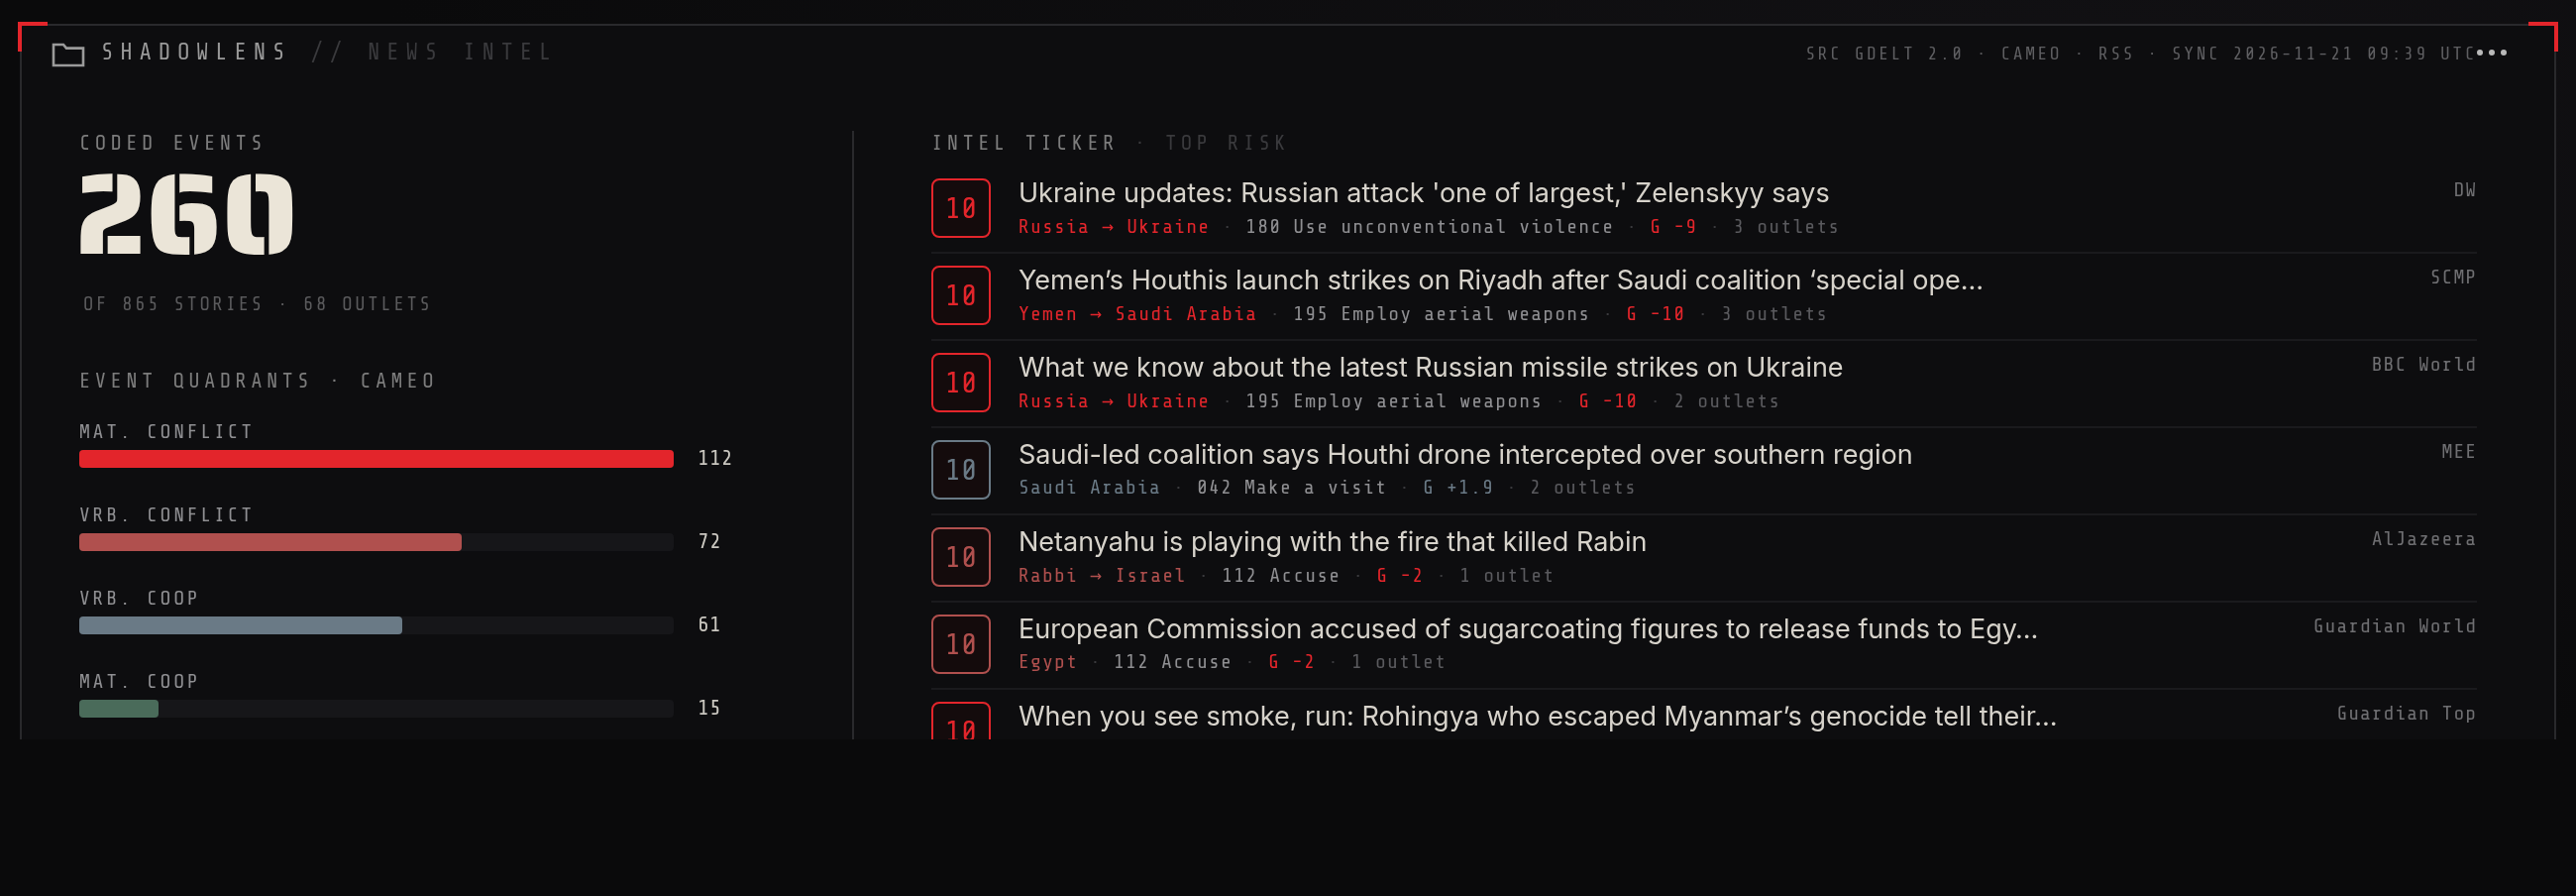 SHADOWLENS // NEWS INTEL
SRC GDELT 2.0 · CAMEO · RSS · SYNC 2026-11-21 09:39 UTC
CODED EVENTS
260
OF 865 STORIES · 68 OUTLETS
EVENT QUADRANTS · CAMEO
MAT. CONFLICT
112
VRB. CONFLICT
72
VRB. COOP
61
MAT. COOP
15
INTEL TICKER · TOP RISK
10
Ukraine updates: Russian attack 'one of largest,' Zelenskyy says
DW
Russia → Ukraine · 180 Use unconventional violence · G -9 · 3 outlets
10
Yemen’s Houthis launch strikes on Riyadh after Saudi coalition ‘special ope…
SCMP
Yemen → Saudi Arabia · 195 Employ aerial weapons · G -10 · 3 outlets
10
What we know about the latest Russian missile strikes on Ukraine
BBC World
Russia → Ukraine · 195 Employ aerial weapons · G -10 · 2 outlets
10
Saudi-led coalition says Houthi drone intercepted over southern region
MEE
Saudi Arabia · 042 Make a visit · G +1.9 · 2 outlets
10
Netanyahu is playing with the fire that killed Rabin
AlJazeera
Rabbi → Israel · 112 Accuse · G -2 · 1 outlet
10
European Commission accused of sugarcoating figures to release funds to Egy…
Guardian World
Egypt · 112 Accuse · G -2 · 1 outlet
10
When you see smoke, run: Rohingya who escaped Myanmar’s genocide tell their…
Guardian Top